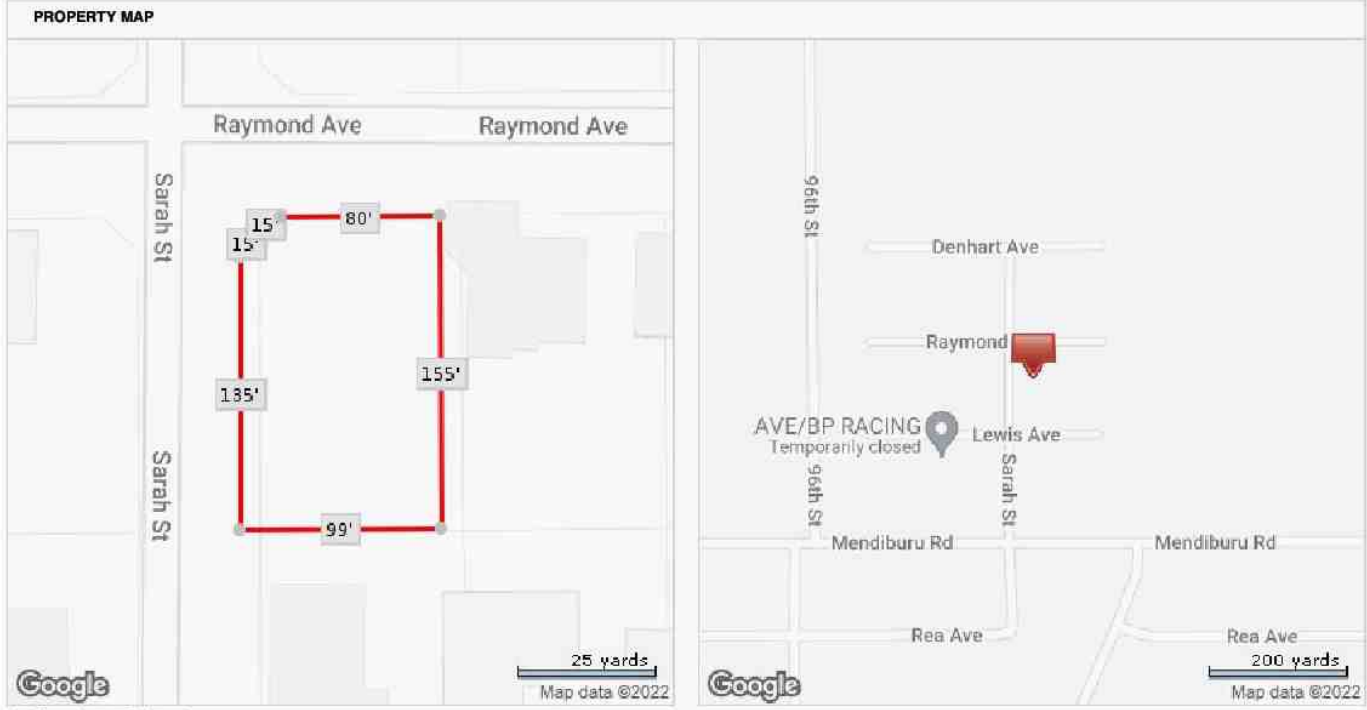 PROPERTY MAP
Raymond Ave
Raymond Ave
Sarah St
15'
80'
15'
135'
155'
Sarah St
99'
25 yards
Google
Map data ©2022
96th St
Denhart Ave
Raymond
AVE/BP RACING
Temporarily closed
Lewis Ave
96th St
Sarah St
Mendiburu Rd
Mendiburu Rd
Rea Ave
Rea Ave
200 yards
Google
Map data ©2022